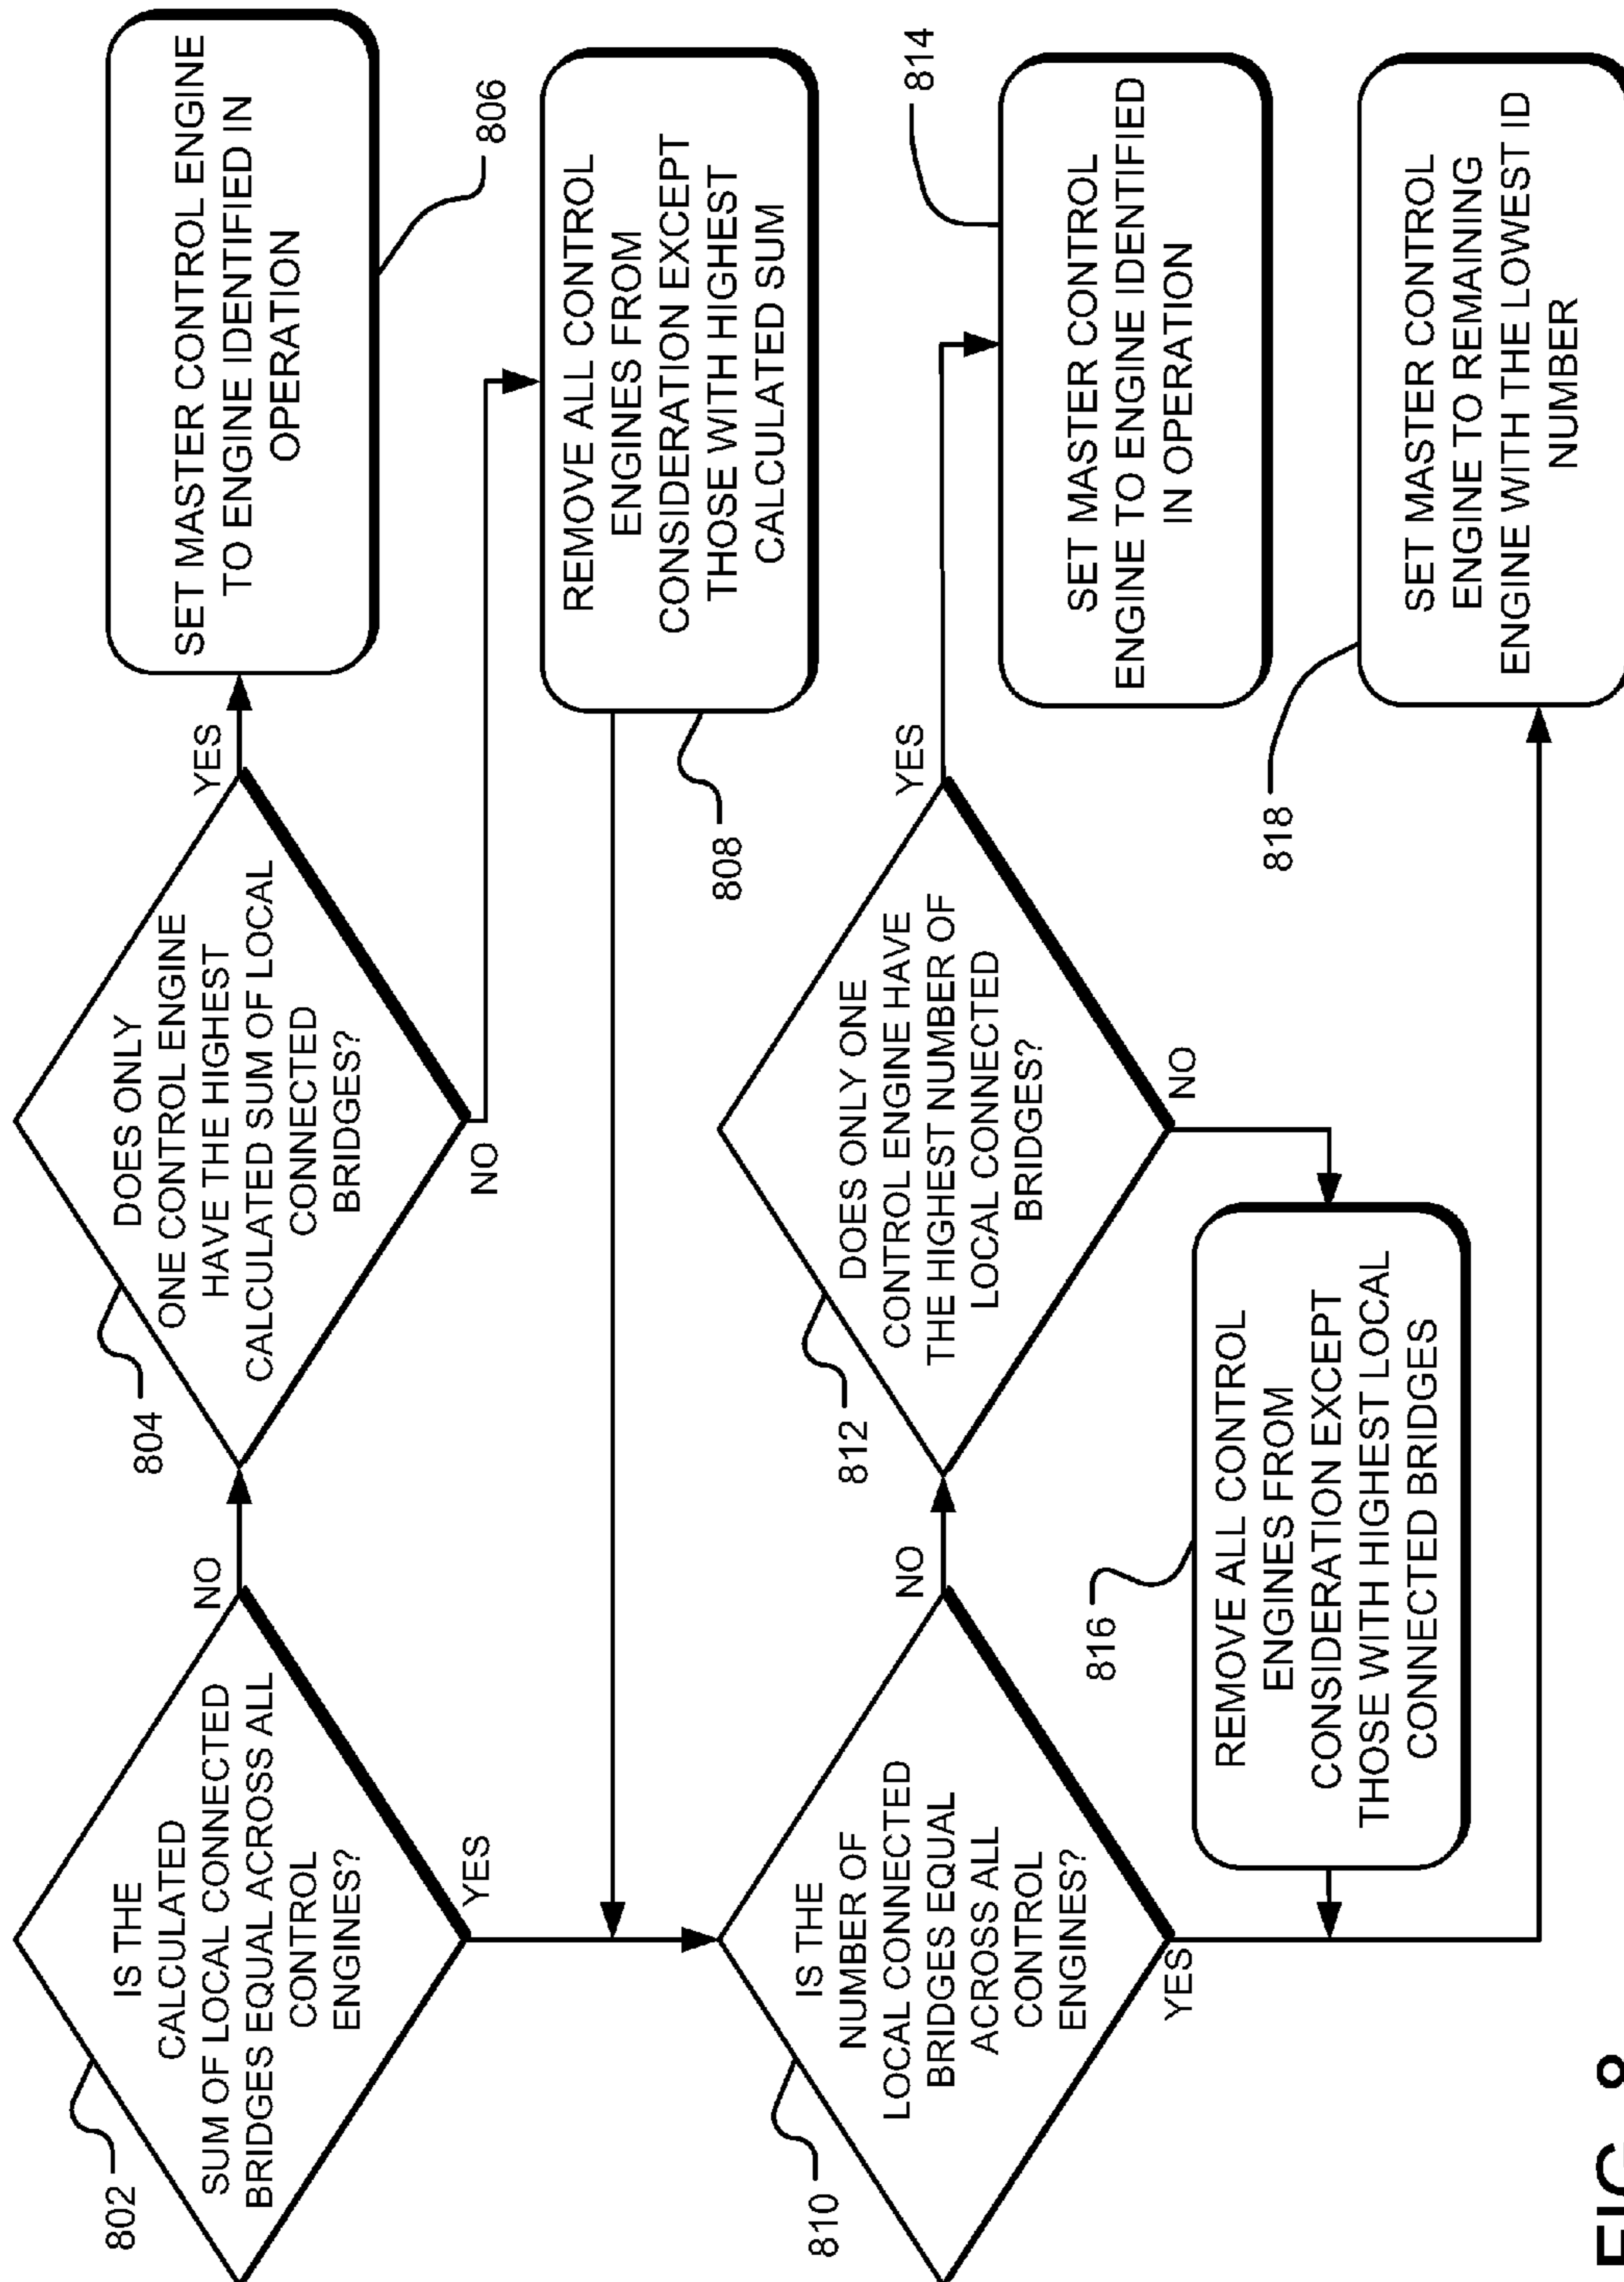 802
IS THE
CALCULATED
SUM OF LOCAL CONNECTED
BRIDGES EQUAL ACROSS ALL
CONTROL
ENGINES?
NO
YES
804
DOES ONLY
ONE CONTROL ENGINE
HAVE THE HIGHEST
CALCULATED SUM OF LOCAL
CONNECTED
BRIDGES?
YES
NO
SET MASTER CONTROL ENGINE
TO ENGINE IDENTIFIED IN
OPERATION
806
REMOVE ALL CONTROL
ENGINES FROM
CONSIDERATION EXCEPT
THOSE WITH HIGHEST
CALCULATED SUM
808
810
IS THE
NUMBER OF
LOCAL CONNECTED
BRIDGES EQUAL
ACROSS ALL
CONTROL
ENGINES?
NO
YES
812
DOES ONLY ONE
CONTROL ENGINE HAVE
THE HIGHEST NUMBER OF
LOCAL CONNECTED
BRIDGES?
YES
NO
814
SET MASTER CONTROL
ENGINE TO ENGINE IDENTIFIED
IN OPERATION
816
REMOVE ALL CONTROL
ENGINES FROM
CONSIDERATION EXCEPT
THOSE WITH HIGHEST LOCAL
CONNECTED BRIDGES
818
SET MASTER CONTROL
ENGINE TO REMAINING
ENGINE WITH THE LOWEST ID
NUMBER
FIG. 8